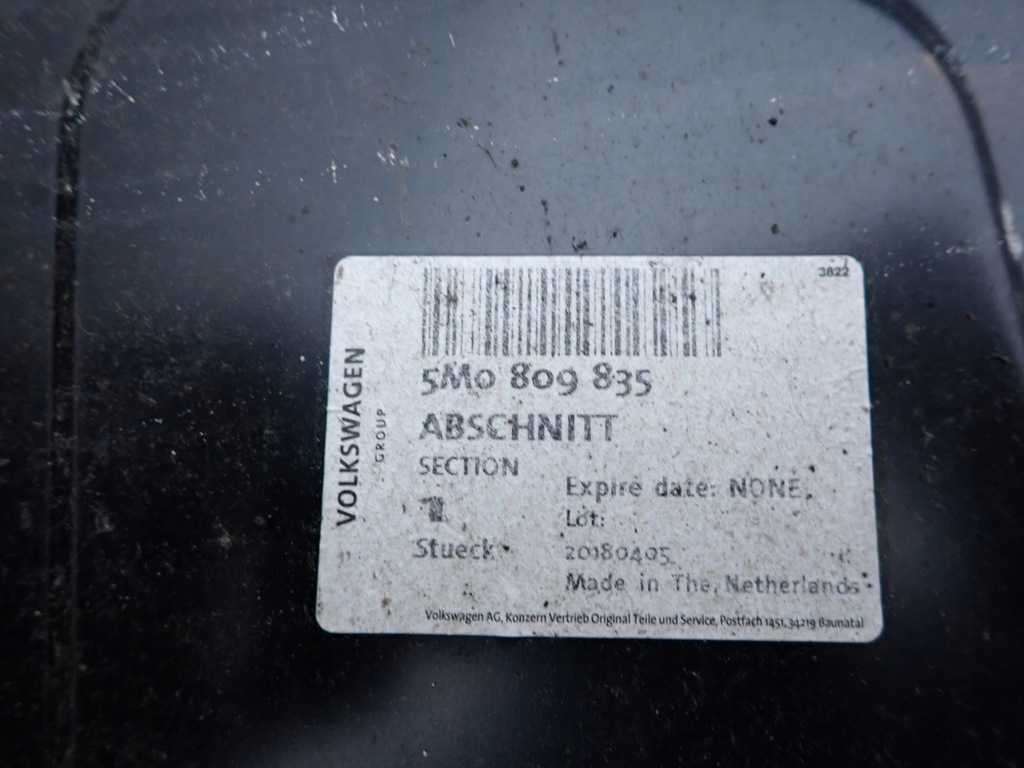 3822
5M0 809 835
ABSCHNITT
SECTION
1
Stueck
Expire date: NONE.
Lot:
20180405
Made in The Netherlands
Volkswagen AG, Konzern Vertrieb Original Teile und Service, Postfach 1451, 34219 Baunatal
VOLKSWAGEN
GROUP